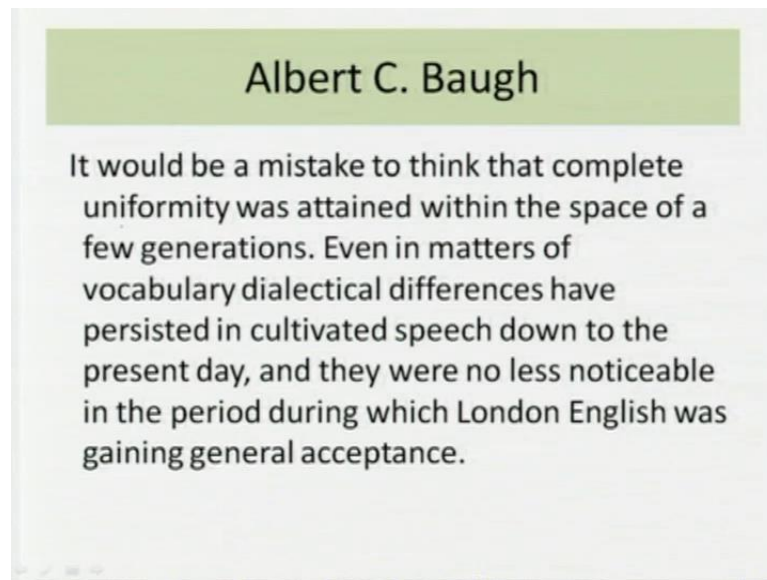 Albert C. Baugh
It would be a mistake to think that complete
uniformity was attained within the space of a
few generations. Even in matters of
vocabulary dialectical differences have
persisted in cultivated speech down to the
present day, and they were no less noticeable
in the period during which London English was
gaining general acceptance.